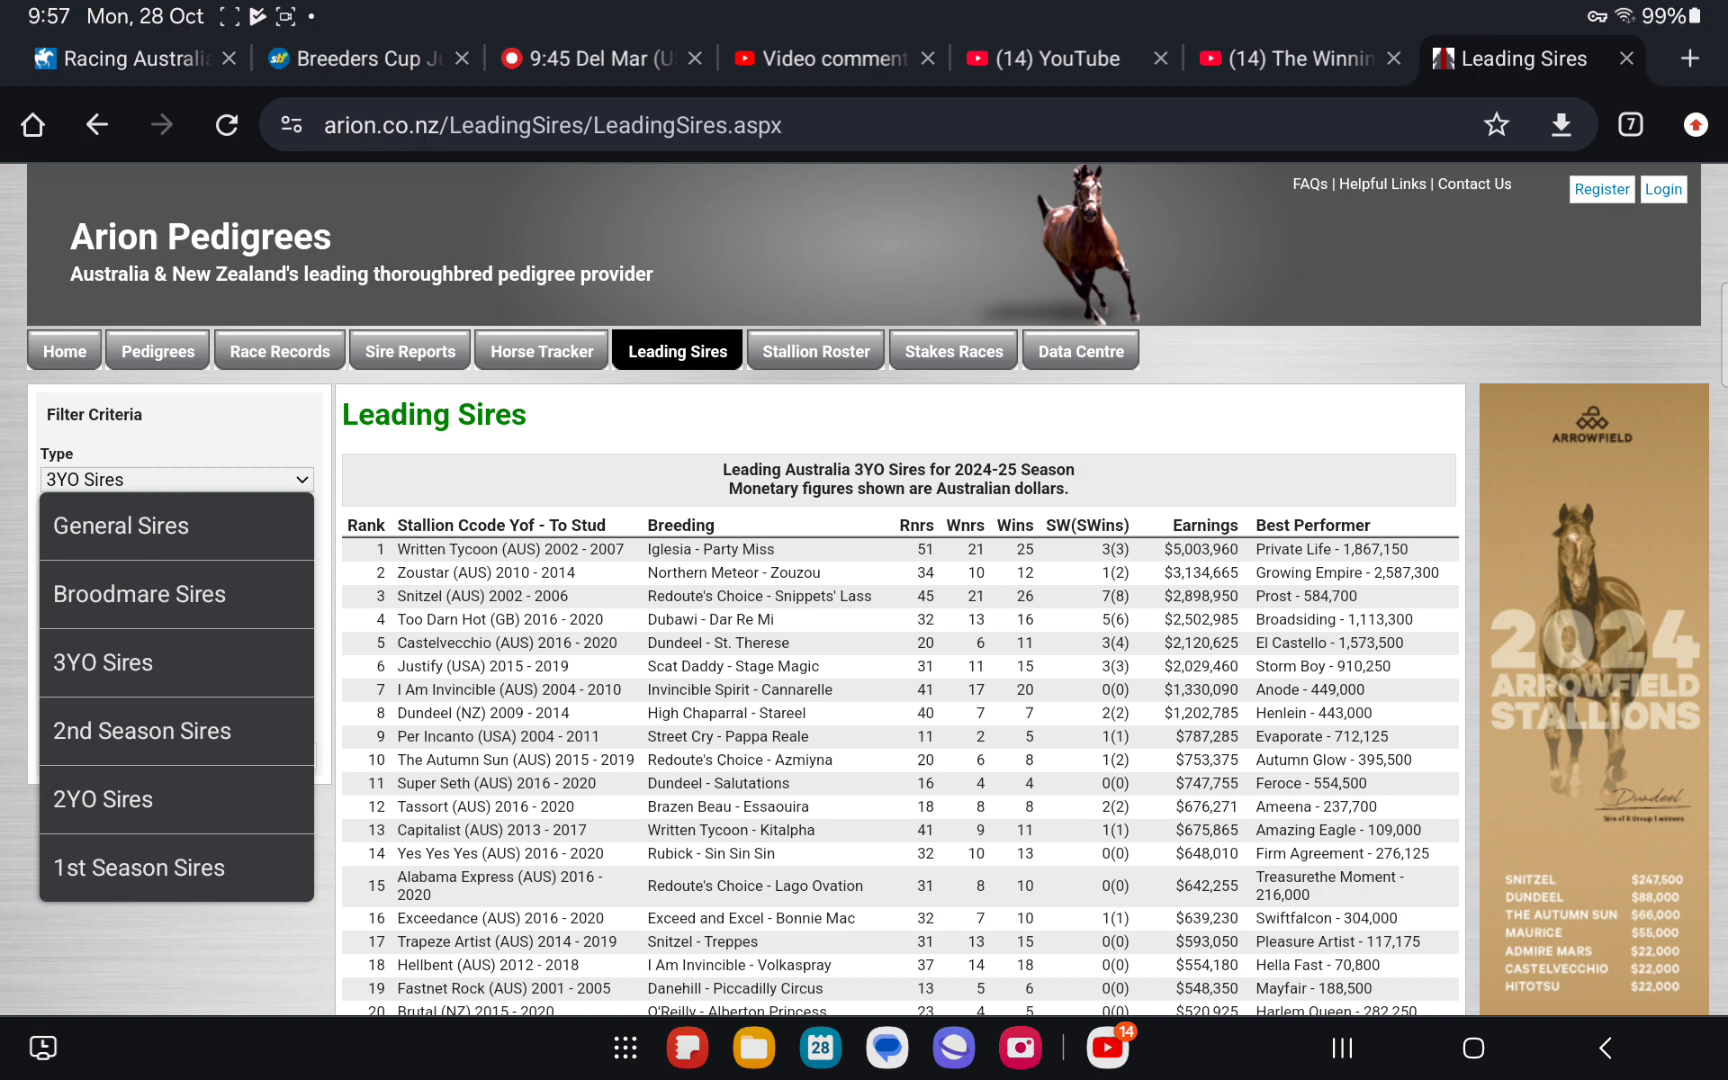 9:57 Mon, 28 Oct
99%
Racing Australia
Breeders Cup Ju
9:45 Del Mar (US
Video comment
(14) YouTube
(14) The Winnin
Leading Sires
arion.co.nz/LeadingSires/LeadingSires.aspx
7
FAQs | Helpful Links | Contact Us
Register Login
Arion Pedigrees
Australia & New Zealand's leading thoroughbred pedigree provider
Home Pedigrees Race Records Sire Reports Horse Tracker Leading Sires Stallion Roster Stakes Races Data Centre
Filter Criteria
Type
3YO Sires
General Sires
Broodmare Sires
3YO Sires
2nd Season Sires
2YO Sires
1st Season Sires
Leading Sires
Leading Australia 3YO Sires for 2024-25 Season
Monetary figures shown are Australian dollars.
Rank Stallion Ccode Yof - To Stud Breeding Rnrs Wnrs Wins SW(SWins) Earnings Best Performer
1 Written Tycoon (AUS) 2002 - 2007 Iglesia - Party Miss 51 21 25 3(3) $5,003,960 Private Life - 1,867,150
2 Zoustar (AUS) 2010 - 2014 Northern Meteor - Zouzou 34 10 12 1(2) $3,134,665 Growing Empire - 2,587,300
3 Snitzel (AUS) 2002 - 2006 Redoute's Choice - Snippets' Lass 45 21 26 7(8) $2,898,950 Prost - 584,700
4 Too Darn Hot (GB) 2016 - 2020 Dubawi - Dar Re Mi 32 13 16 5(6) $2,502,985 Broadsiding - 1,113,300
5 Castelvecchio (AUS) 2016 - 2020 Dundeel - St. Therese 20 6 11 3(4) $2,120,625 El Castello - 1,573,500
6 Justify (USA) 2015 - 2019 Scat Daddy - Stage Magic 31 11 15 3(3) $2,029,460 Storm Boy - 910,250
7 I Am Invincible (AUS) 2004 - 2010 Invincible Spirit - Cannarelle 41 17 20 0(0) $1,330,090 Anode - 449,000
8 Dundeel (NZ) 2009 - 2014 High Chaparral - Stareel 40 7 7 2(2) $1,202,785 Henlein - 443,000
9 Per Incanto (USA) 2004 - 2011 Street Cry - Pappa Reale 11 2 5 1(1) $787,285 Evaporate - 712,125
10 The Autumn Sun (AUS) 2015 - 2019 Redoute's Choice - Azmiyna 20 6 8 1(2) $753,375 Autumn Glow - 395,500
11 Super Seth (AUS) 2016 - 2020 Dundeel - Salutations 16 4 4 0(0) $747,755 Feroce - 554,500
12 Tassort (AUS) 2016 - 2020 Brazen Beau - Essaouira 18 8 8 2(2) $676,271 Ameena - 237,700
13 Capitalist (AUS) 2013 - 2017 Written Tycoon - Kitalpha 41 9 11 1(1) $675,865 Amazing Eagle - 109,000
14 Yes Yes Yes (AUS) 2016 - 2020 Rubick - Sin Sin Sin 32 10 13 0(0) $648,010 Firm Agreement - 276,125
15 Alabama Express (AUS) 2016 - 2020 Redoute's Choice - Lago Ovation 31 8 10 0(0) $642,255 Treasurethe Moment - 216,000
16 Exceedance (AUS) 2016 - 2020 Exceed and Excel - Bonnie Mac 32 7 10 1(1) $639,230 Swiftfalcon - 304,000
17 Trapeze Artist (AUS) 2014 - 2019 Snitzel - Treppes 31 13 15 0(0) $593,050 Pleasure Artist - 117,175
18 Hellbent (AUS) 2012 - 2018 I Am Invincible - Volkaspray 37 14 18 0(0) $554,180 Hella Fast - 70,800
19 Fastnet Rock (AUS) 2001 - 2005 Danehill - Piccadilly Circus 13 5 6 0(0) $548,350 Mayfair - 188,500
20 Brutal (NZ) 2015 - 2020 O'Reilly - Alberton Princess 23 4 5 0(0) $520,925 Harlem Queen - 282,250
ARROWFIELD
2024
ARROWFIELD
STALLIONS
Dundeel
Sire of 8 Group 1 winners
SNITZEL $247,500
DUNDEEL $88,000
THE AUTUMN SUN $66,000
MAURICE $55,000
ADMIRE MARS $22,000
CASTELVECCHIO $22,000
HITOTSU $22,000
28
14